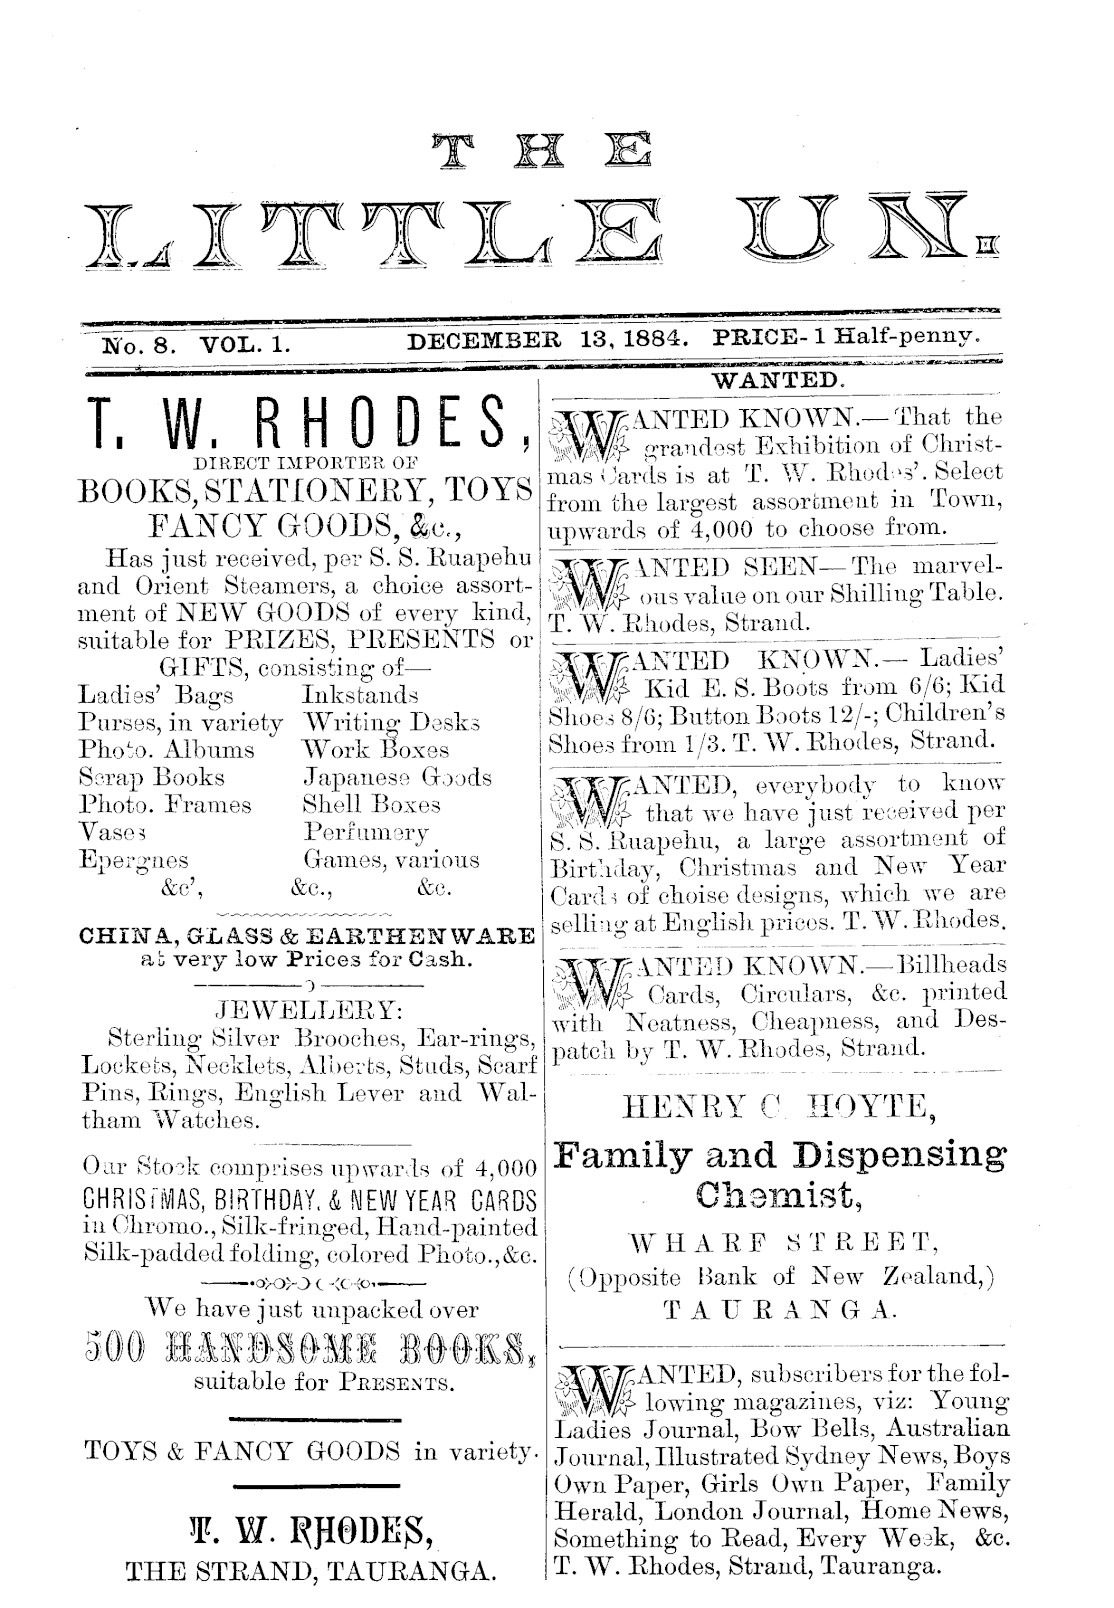 THE
LITTLE UN.
No. 8. VOL. 1. DECEMBER 13, 1884. PRICE- 1 Half-penny.
T. W. RHODES,
DIRECT IMPORTER OF
BOOKS, STATIONERY, TOYS
FANCY GOODS, &c.,
Has just received, per S. S. Ruapehu
and Orient Steamers, a choice assort-
ment of NEW GOODS of every kind,
suitable for PRIZES, PRESENTS or
GIFTS, consisting of—
Ladies' Bags Inkstands
Purses, in variety Writing Desks
Photo. Albums Work Boxes
Scrap Books Japanese Goods
Photo. Frames Shell Boxes
Vases Perfumery
Epergnes Games, various
&c', &c., &c.
CHINA, GLASS & EARTHENWARE
at very low Prices for Cash.
JEWELLERY:
Sterling Silver Brooches, Ear-rings,
Lockets, Necklets, Alberts, Studs, Scarf
Pins, Rings, English Lever and Wal-
tham Watches.
Our Stock comprises upwards of 4,000
CHRISTMAS, BIRTHDAY, & NEW YEAR CARDS
in Chromo., Silk-fringed, Hand-painted
Silk-padded folding, colored Photo., &c.
We have just unpacked over
500 HANDSOME BOOKS,
suitable for PRESENTS.
TOYS & FANCY GOODS in variety.
T. W. RHODES,
THE STRAND, TAURANGA.
WANTED.
WANTED KNOWN.—That the
grandest Exhibition of Christ-
mas Cards is at T. W. Rhodes'. Select
from the largest assortment in Town,
upwards of 4,000 to choose from.
WANTED SEEN—The marvel-
ous value on our Shilling Table.
T. W. Rhodes, Strand.
WANTED KNOWN.— Ladies'
Kid E. S. Boots from 6/6; Kid
Shoes 8/6; Button Boots 12/-; Children's
Shoes from 1/3. T. W. Rhodes, Strand.
WANTED, everybody to know
that we have just received per
S. S. Ruapehu, a large assortment of
Birthday, Christmas and New Year
Cards of choise designs, which we are
selling at English prices. T. W. Rhodes.
WANTED KNOWN.—Billheads
Cards, Circulars, &c. printed
with Neatness, Cheapness, and Des-
patch by T. W. Rhodes, Strand.
HENRY C. HOYTE,
Family and Dispensing
Chemist,
WHARF STREET,
(Opposite Bank of New Zealand,)
TAURANGA.
WANTED, subscribers for the fol-
lowing magazines, viz: Young
Ladies Journal, Bow Bells, Australian
Journal, Illustrated Sydney News, Boys
Own Paper, Girls Own Paper, Family
Herald, London Journal, Home News,
Something to Read, Every Week, &c.
T. W. Rhodes, Strand, Tauranga.